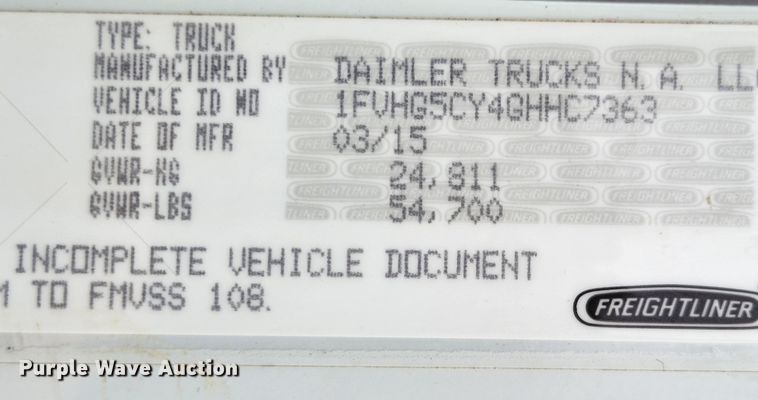 TYPE: TRUCK
MANUFACTURED BY DAIMLER TRUCKS N.A. LLC
VEHICLE ID NO 1FVHG5CY4GHHC7363
DATE OF MFR 03/15
GVWR-KG 24,811
GVWR-LBS 54,700
INCOMPLETE VEHICLE DOCUMENT
TO FMVSS 108.
FREIGHTLINER
Purple Wave Auction